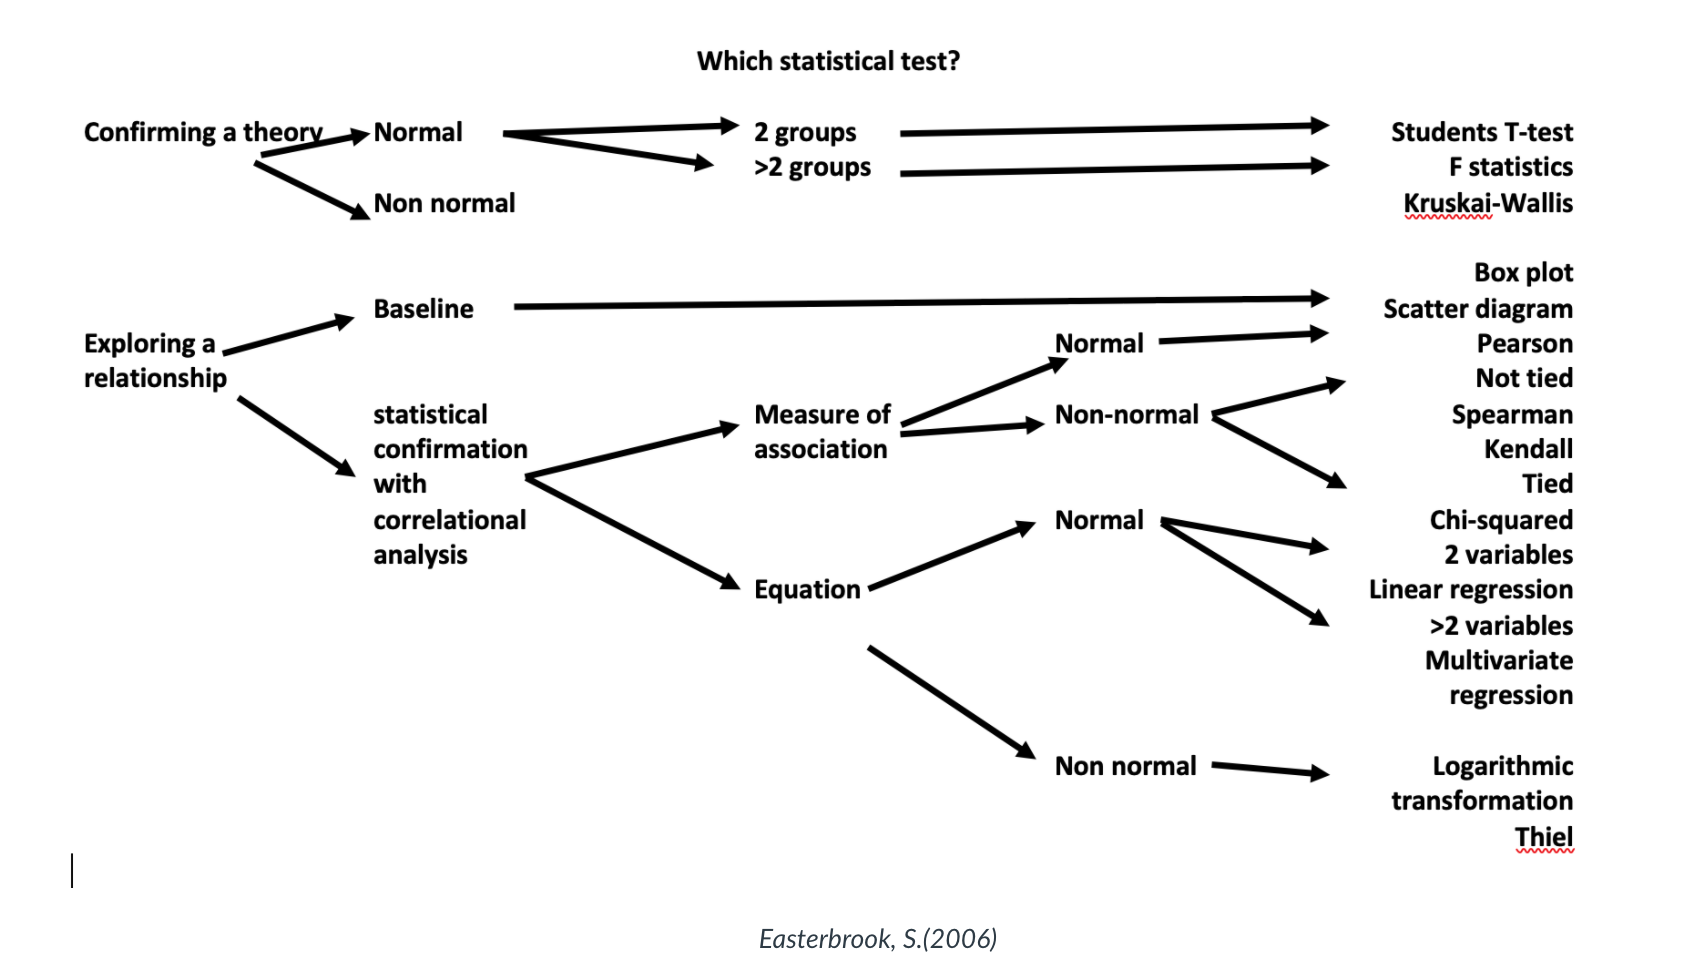 Which statistical test?
Confirming a theory Normal 2 groups Students T-test
>2 groups F statistics
Non normal Kruskai-Wallis
Box plot
Baseline Scatter diagram
Exploring a Normal Pearson
relationship Not tied
statistical Measure of Non-normal Spearman
confirmation association Kendall
with Tied
correlational Normal Chi-squared
analysis 2 variables
Equation Linear regression
>2 variables
Multivariate
regression
Non normal Logarithmic
transformation
Thiel
Easterbrook, S.(2006)